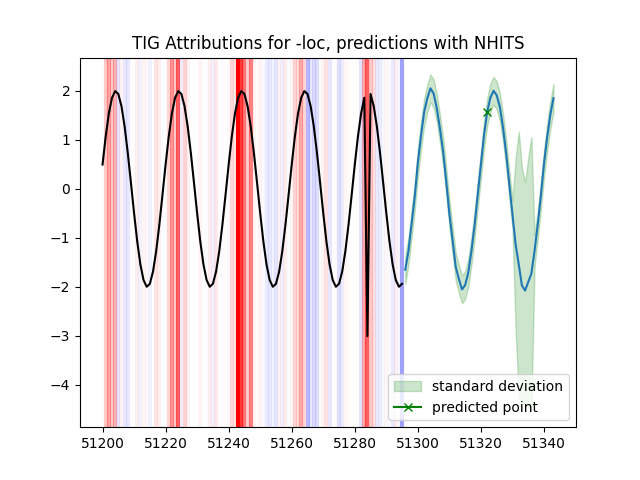 TIG Attributions for -loc, predictions with NHITS
2
1
0
−1
−2
−3
−4
standard deviation
predicted point
51200 51220 51240 51260 51280 51300 51320 51340